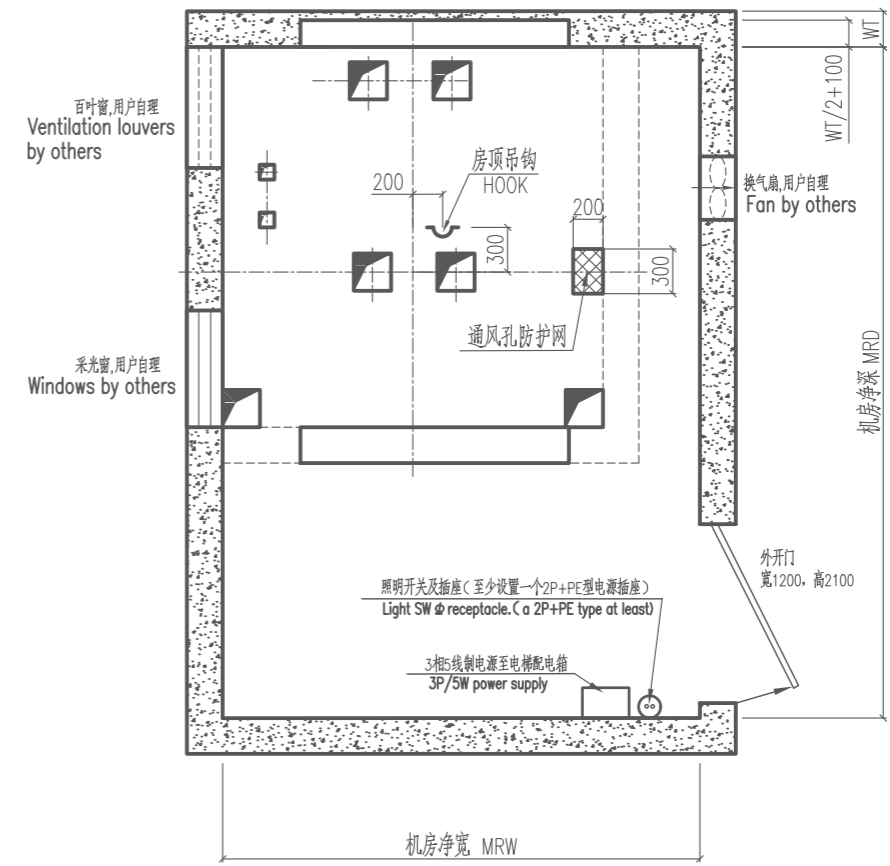 WT
WT/2+100
百叶窗,用户自理
Ventilation louvers
by others
房顶吊钩
HOOK
200
300
200
300
换气扇,用户自理
Fan by others
通风孔防护网
采光窗,用户自理
Windows by others
机房净深 MRD
外开门
宽1200，高2100
照明开关及插座(至少设置一个2P+PE型电源插座)
Light SW & receptacle.(a 2P+PE type at least)
3相5线制电源至电梯配电箱
3P/5W power supply
机房净宽 MRW